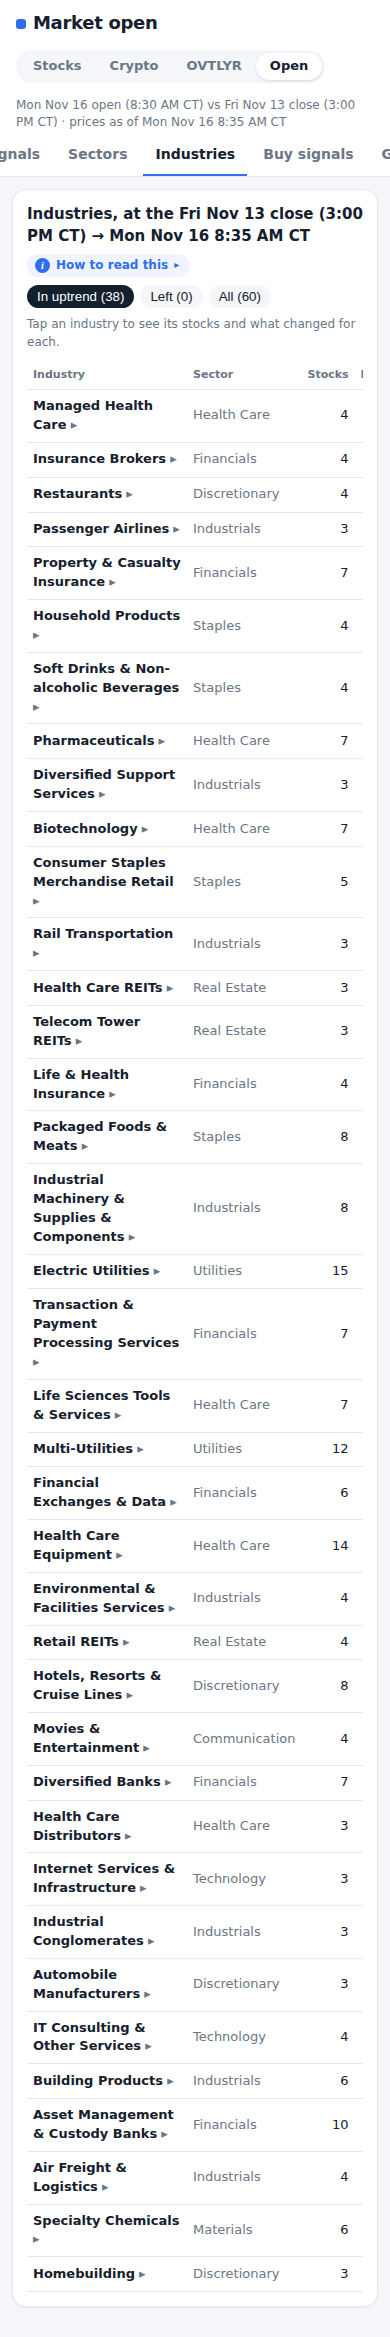 Market open
Stocks Crypto OVTLYR Open
Mon Nov 16 open (8:30 AM CT) vs Fri Nov 13 close (3:00
PM CT) · prices as of Mon Nov 16 8:35 AM CT
gnals Sectors Industries Buy signals G
Industries, at the Fri Nov 13 close (3:00
PM CT) → Mon Nov 16 8:35 AM CT
i How to read this ▸
In uptrend (38) Left (0) All (60)
Tap an industry to see its stocks and what changed for
each.
Industry Sector Stocks
Managed Health
Care ▸ Health Care 4
Insurance Brokers ▸ Financials 4
Restaurants ▸ Discretionary 4
Passenger Airlines ▸ Industrials 3
Property & Casualty
Insurance ▸ Financials 7
Household Products
▸ Staples 4
Soft Drinks & Non-
alcoholic Beverages
▸ Staples 4
Pharmaceuticals ▸ Health Care 7
Diversified Support
Services ▸ Industrials 3
Biotechnology ▸ Health Care 7
Consumer Staples
Merchandise Retail
▸ Staples 5
Rail Transportation
▸ Industrials 3
Health Care REITs ▸ Real Estate 3
Telecom Tower
REITs ▸ Real Estate 3
Life & Health
Insurance ▸ Financials 4
Packaged Foods &
Meats ▸ Staples 8
Industrial
Machinery &
Supplies &
Components ▸ Industrials 8
Electric Utilities ▸ Utilities 15
Transaction &
Payment
Processing Services
▸ Financials 7
Life Sciences Tools
& Services ▸ Health Care 7
Multi-Utilities ▸ Utilities 12
Financial
Exchanges & Data ▸ Financials 6
Health Care
Equipment ▸ Health Care 14
Environmental &
Facilities Services ▸ Industrials 4
Retail REITs ▸ Real Estate 4
Hotels, Resorts &
Cruise Lines ▸ Discretionary 8
Movies &
Entertainment ▸ Communication 4
Diversified Banks ▸ Financials 7
Health Care
Distributors ▸ Health Care 3
Internet Services &
Infrastructure ▸ Technology 3
Industrial
Conglomerates ▸ Industrials 3
Automobile
Manufacturers ▸ Discretionary 3
IT Consulting &
Other Services ▸ Technology 4
Building Products ▸ Industrials 6
Asset Management
& Custody Banks ▸ Financials 10
Air Freight &
Logistics ▸ Industrials 4
Specialty Chemicals
▸ Materials 6
Homebuilding ▸ Discretionary 3